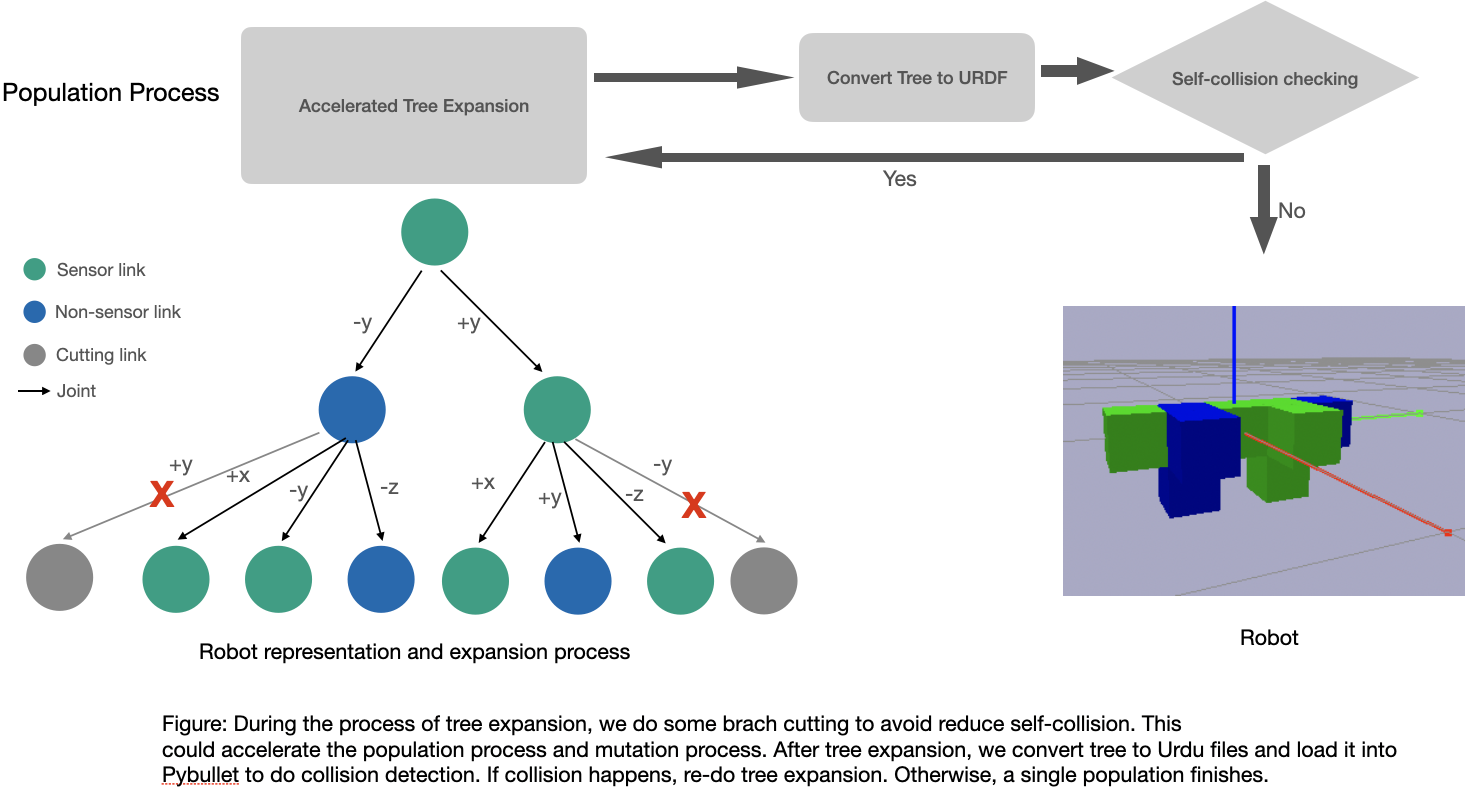 Population Process
Accelerated Tree Expansion
Convert Tree to URDF
Self-collision checking
Yes
No
Sensor link
Non-sensor link
Cutting link
Joint
-y
+y
+y
+x
-y
-z
+x
+y
-z
-y
X
X
Robot representation and expansion process
Robot
Figure: During the process of tree expansion, we do some brach cutting to avoid reduce self-collision. This
could accelerate the population process and mutation process. After tree expansion, we convert tree to Urdu files and load it into
Pybullet to do collision detection. If collision happens, re-do tree expansion. Otherwise, a single population finishes.